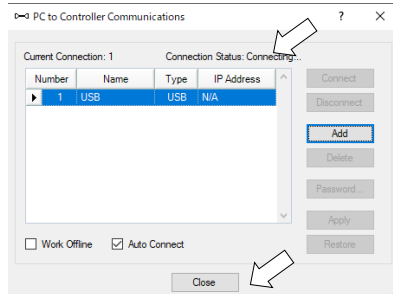 PC to Controller Communications
Current Connection: 1 Connection Status: Connecting...
Number Name Type IP Address
1 USB USB N/A
Connect
Disconnect
Add
Delete
Password...
Apply
Restore
Work Offline Auto Connect
Close